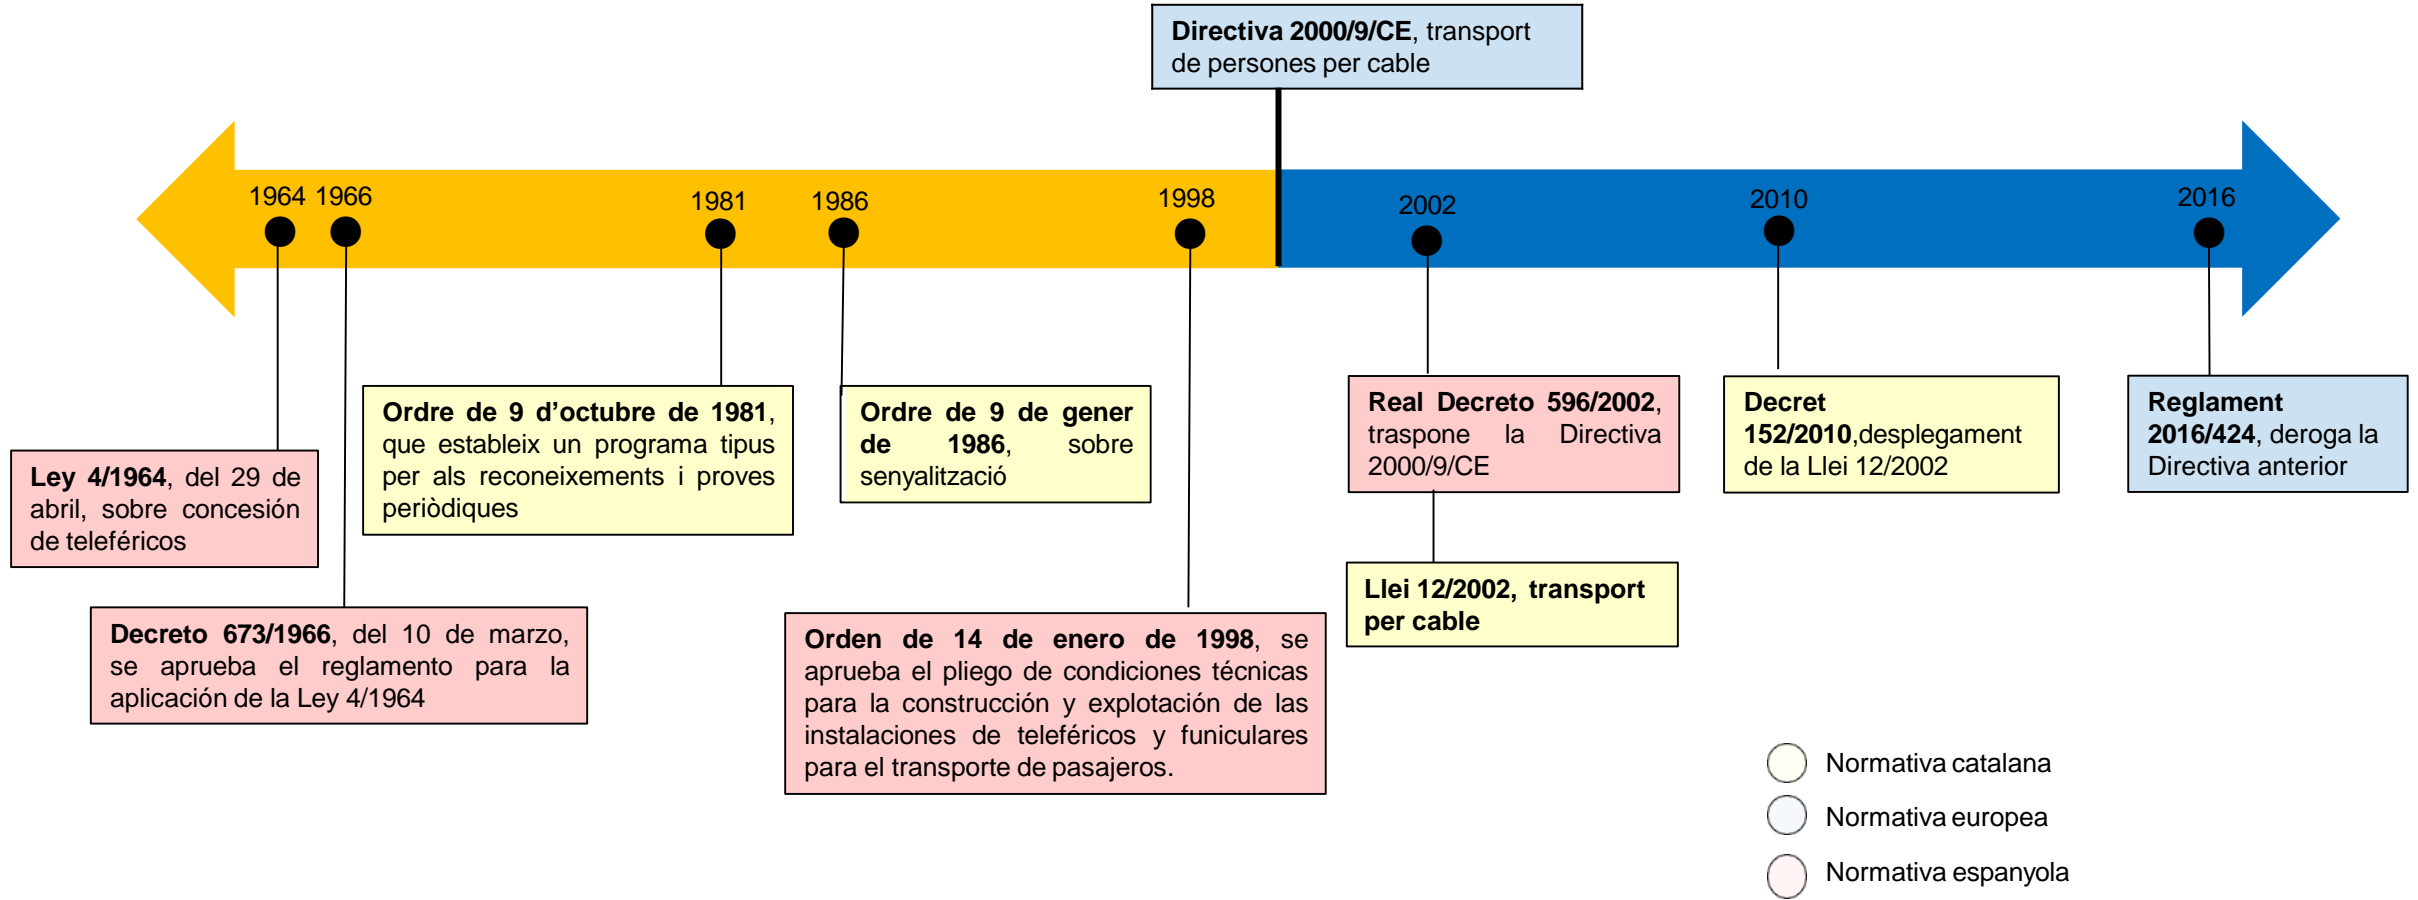 Directiva 2000/9/CE, transport
de persones per cable
1964
1966
1981
1986
1998
2002
2010
2016
Ley 4/1964, del 29 de
abril, sobre concesión
de teleféricos
Decreto 673/1966, del 10 de marzo,
se aprueba el reglamento para la
aplicación de la Ley 4/1964
Ordre de 9 d’octubre de 1981,
que estableix un programa tipus
per als reconeixements i proves
periòdiques
Ordre de 9 de gener
de 1986, sobre
senyalització
Orden de 14 de enero de 1998, se
aprueba el pliego de condiciones técnicas
para la construcción y explotación de las
instalaciones de teleféricos y funiculares
para el transporte de pasajeros.
Real Decreto 596/2002,
traspone la Directiva
2000/9/CE
Llei 12/2002, transport
per cable
Decret
152/2010,desplegament
de la Llei 12/2002
Reglament
2016/424, deroga la
Directiva anterior
Normativa catalana
Normativa europea
Normativa espanyola